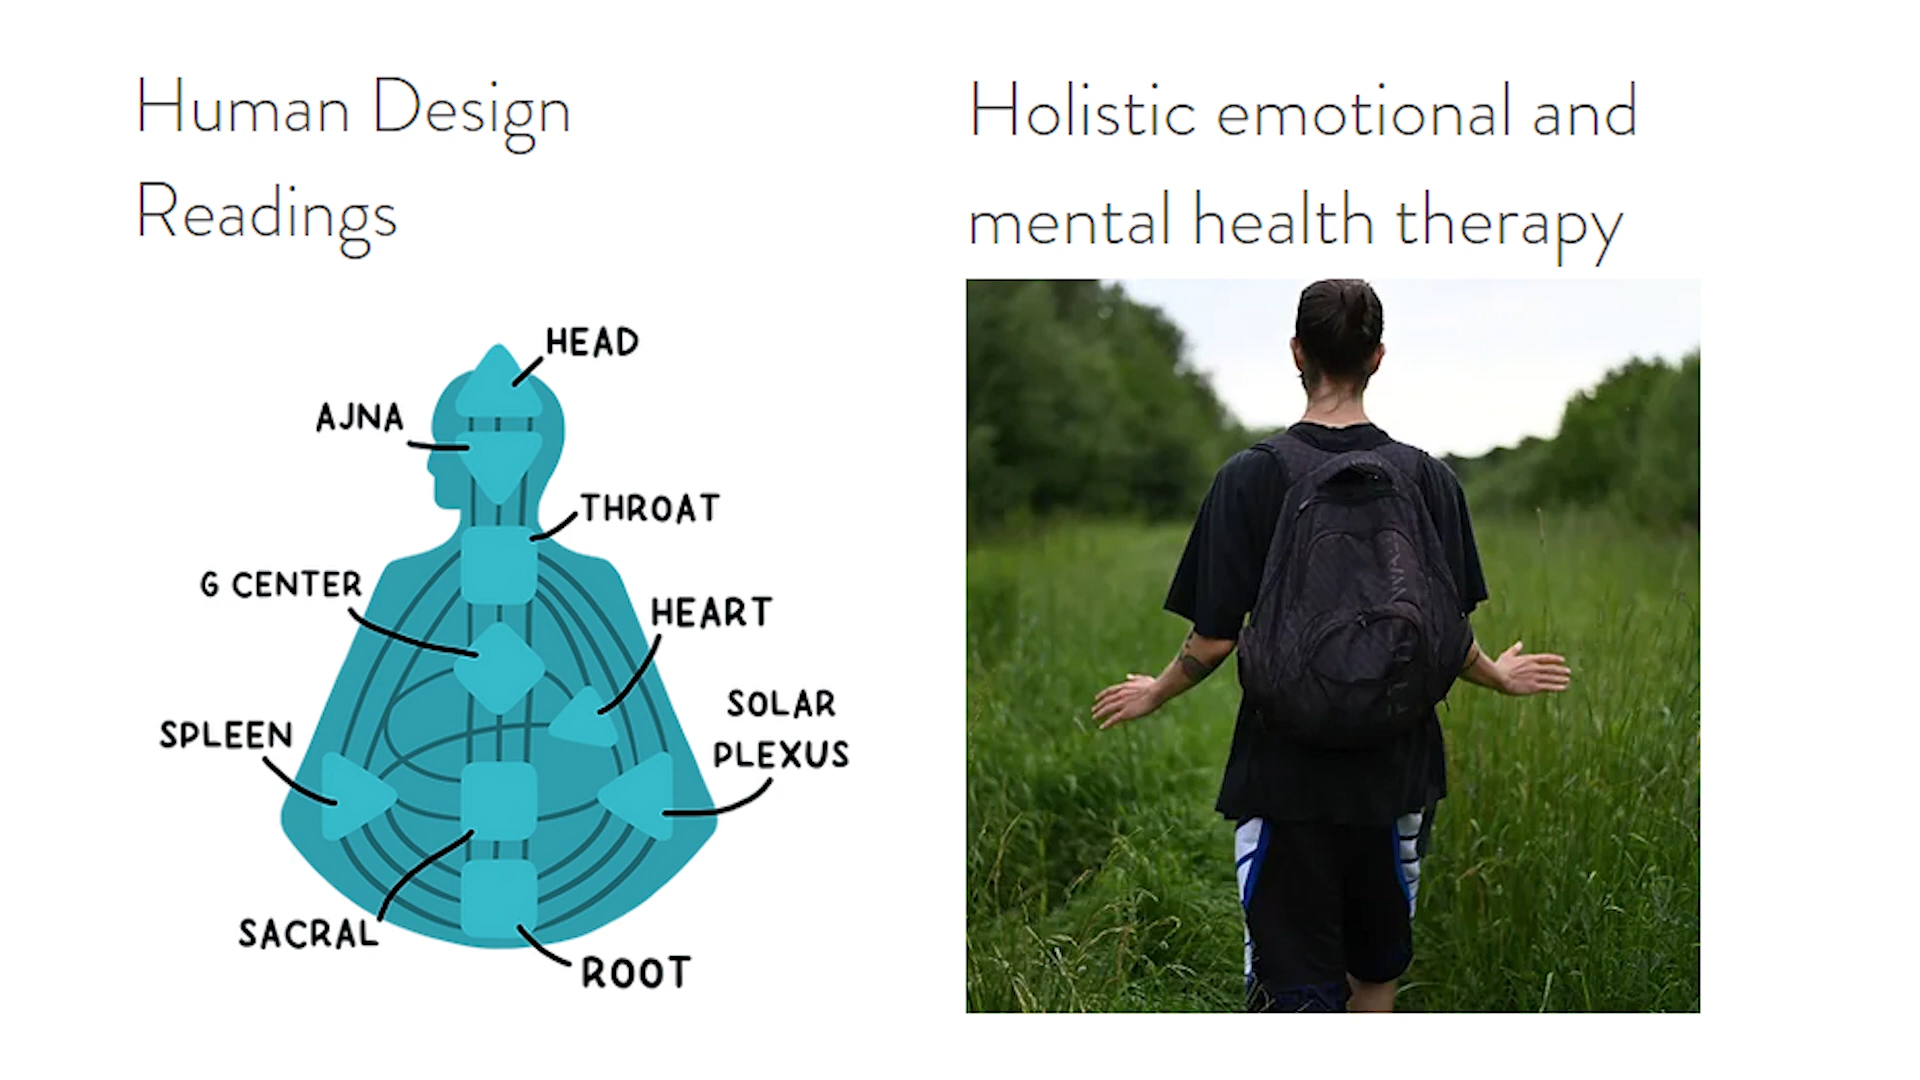 Human Design
Readings
HEAD
AJNA
THROAT
G CENTER
HEART
SOLAR
PLEXUS
SPLEEN
SACRAL
ROOT
Holistic emotional and
mental health therapy